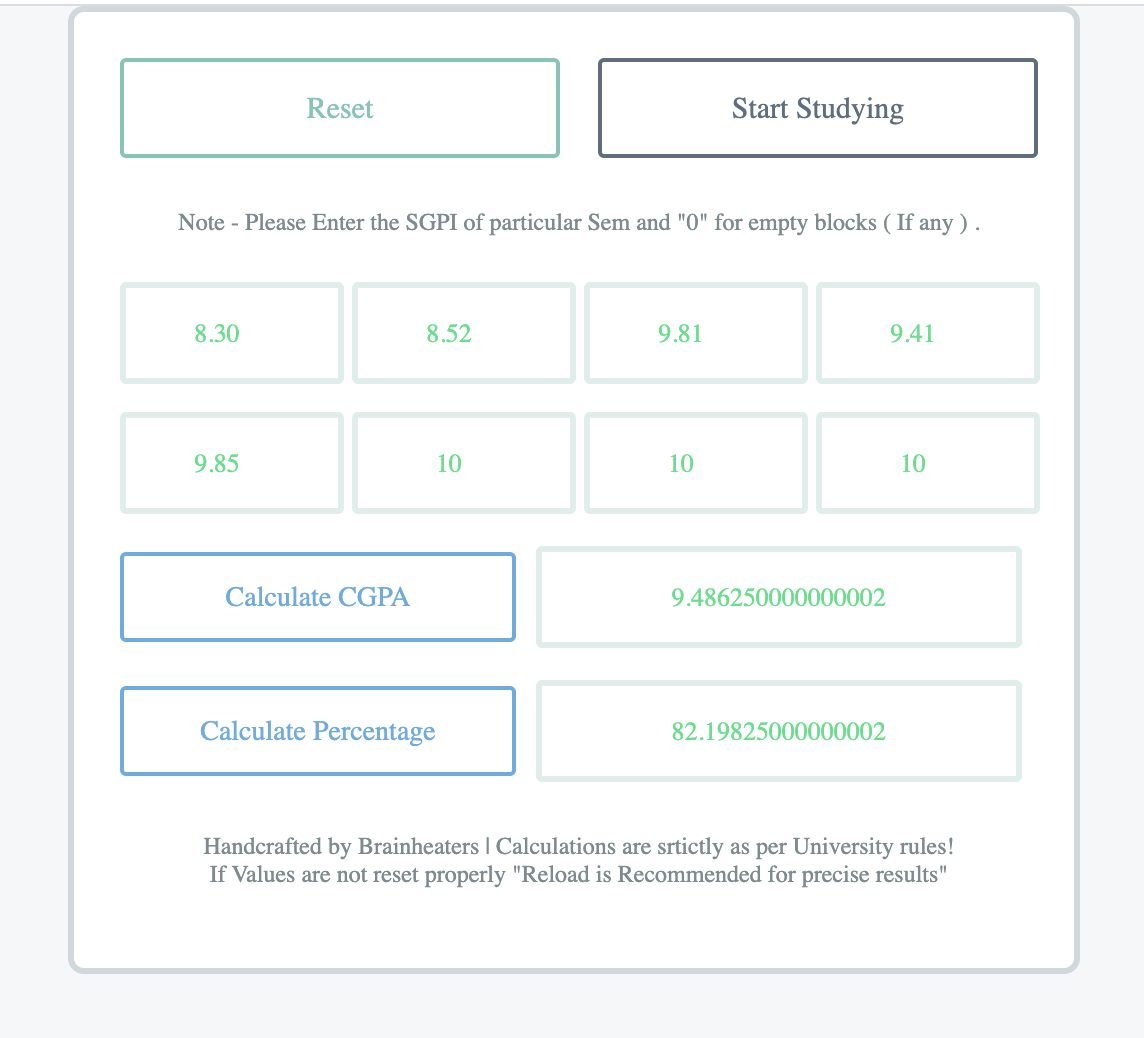 Reset Start Studying
Note - Please Enter the SGPI of particular Sem and "0" for empty blocks ( If any ) .
8.30 8.52 9.81 9.41
9.85 10 10 10
Calculate CGPA 9.486250000000002
Calculate Percentage 82.19825000000002
Handcrafted by Brainheaters | Calculations are srtictly as per University rules!
If Values are not reset properly "Reload is Recommended for precise results"